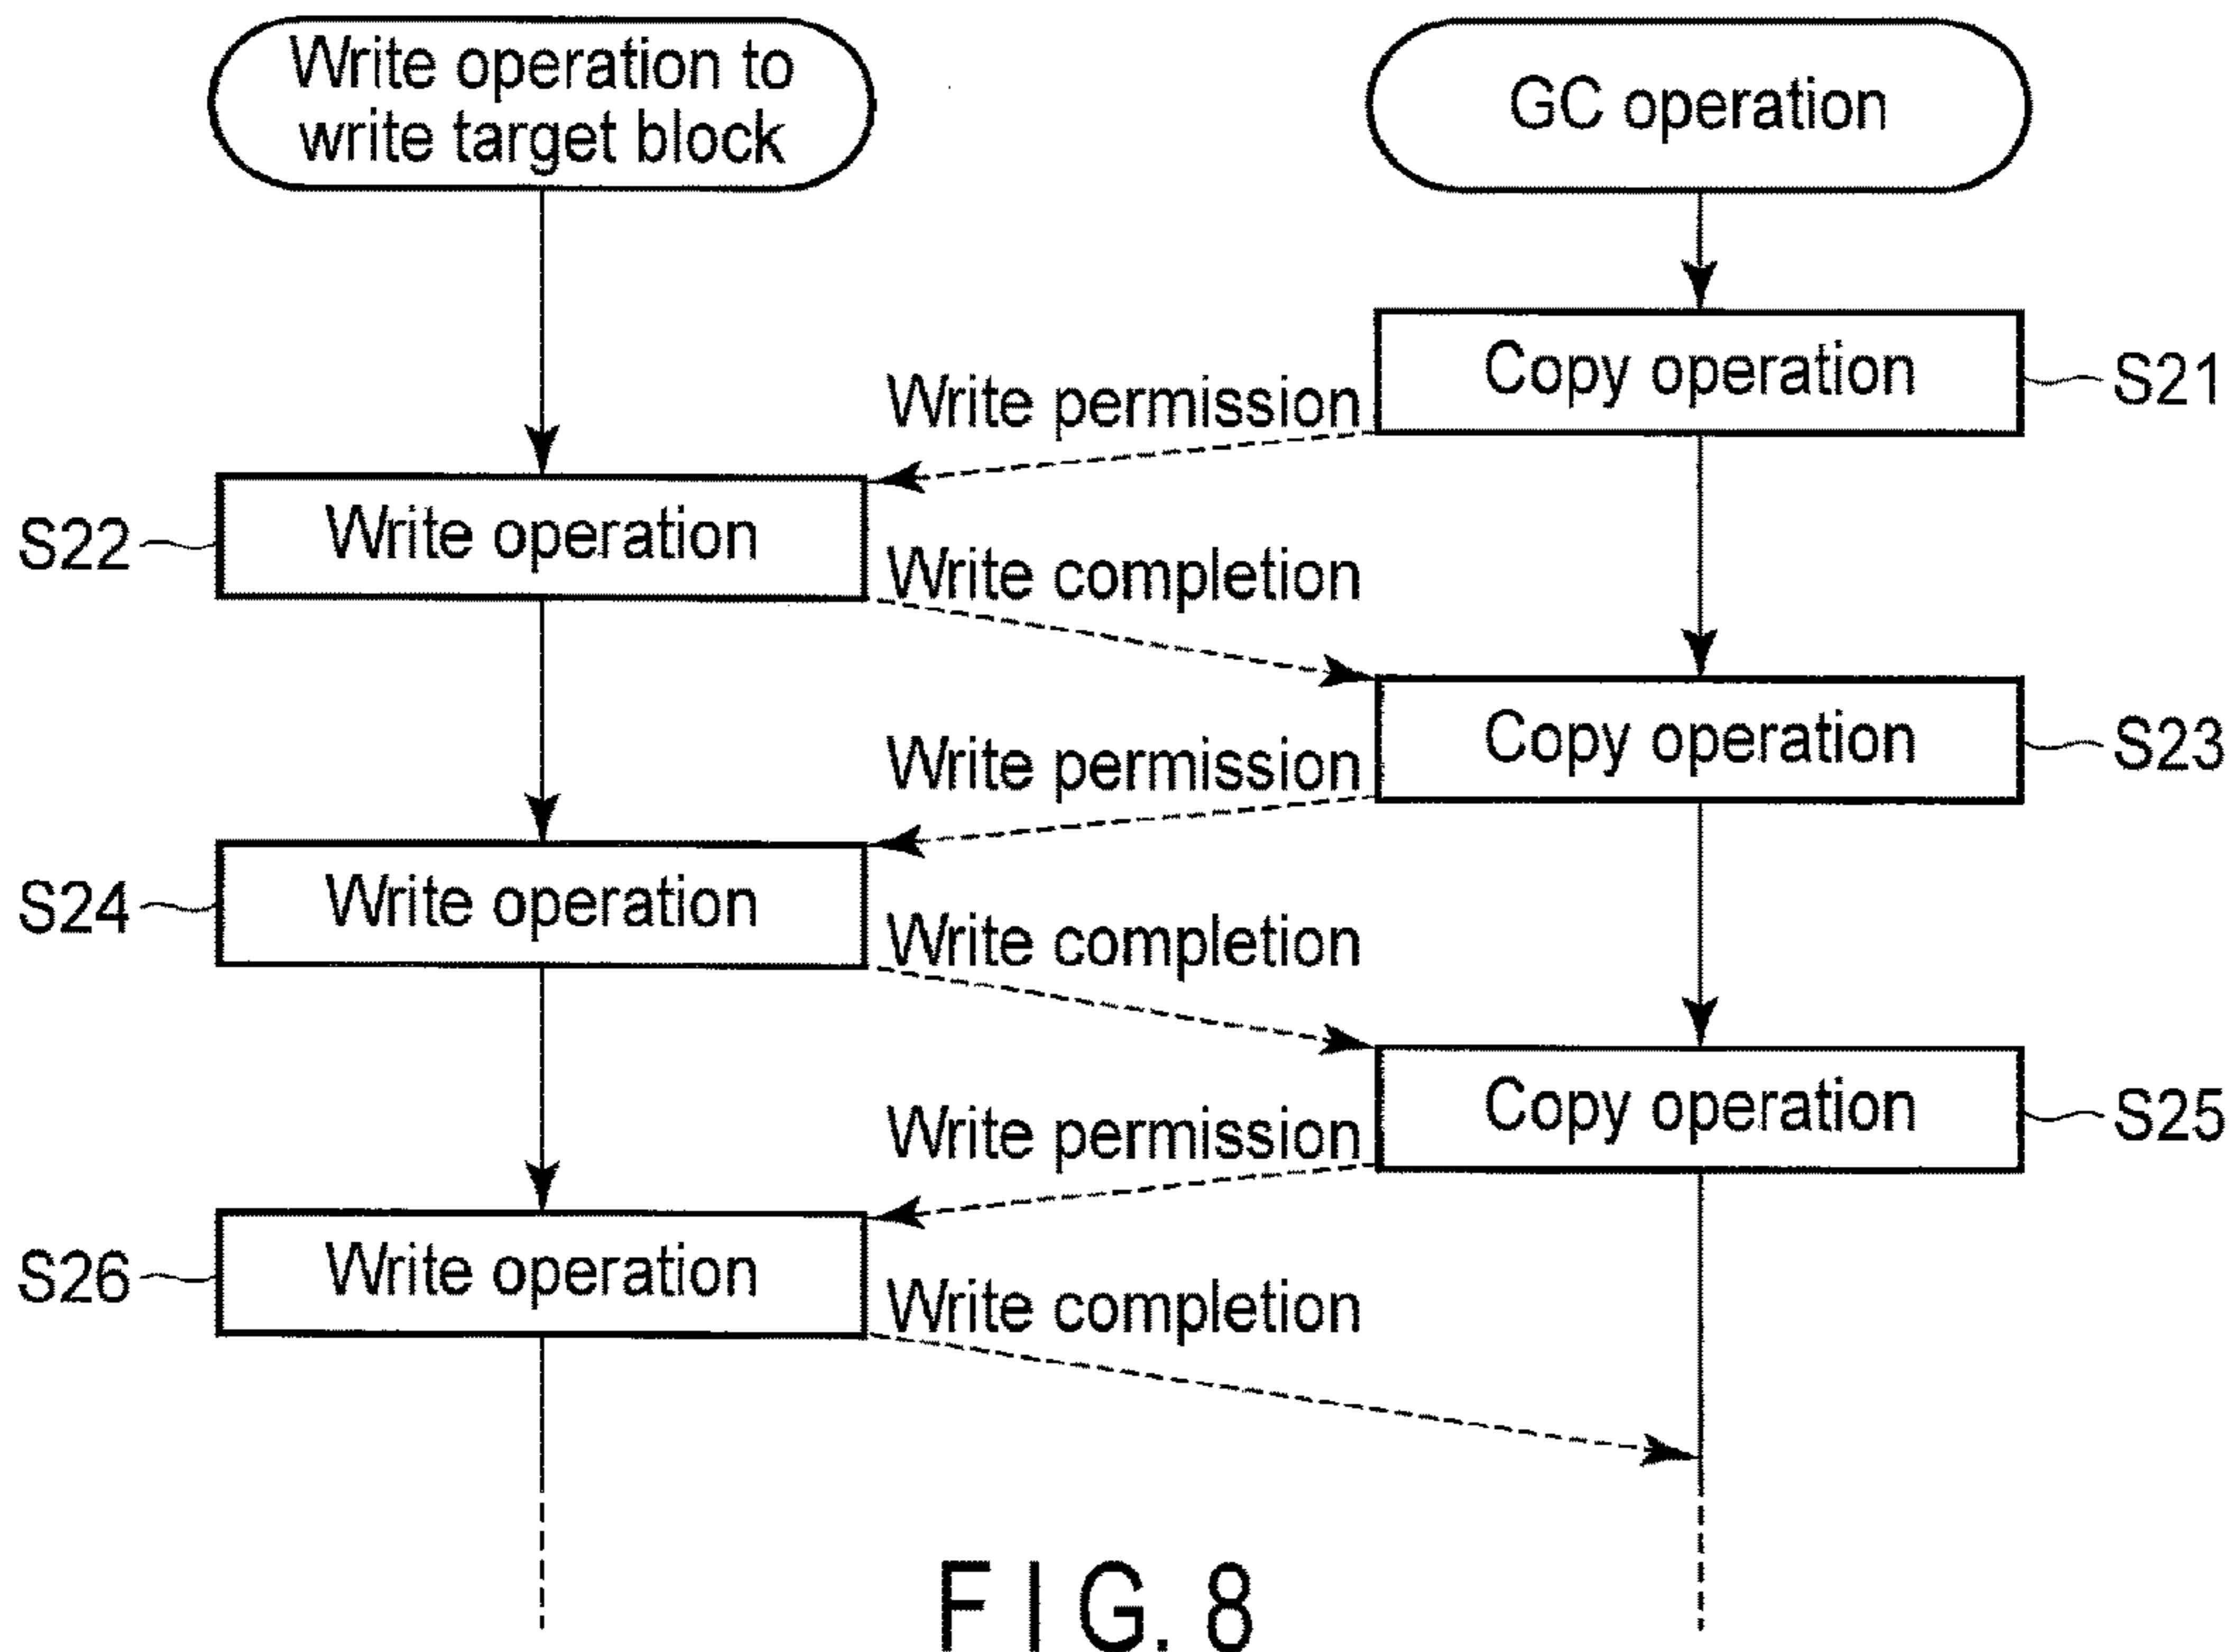 Write operation to
write target block
GC operation
Copy operation
S21
Write permission
S22
Write operation
Write completion
Copy operation
S23
Write permission
S24
Write operation
Write completion
Copy operation
S25
Write permission
S26
Write operation
Write completion
FIG. 8